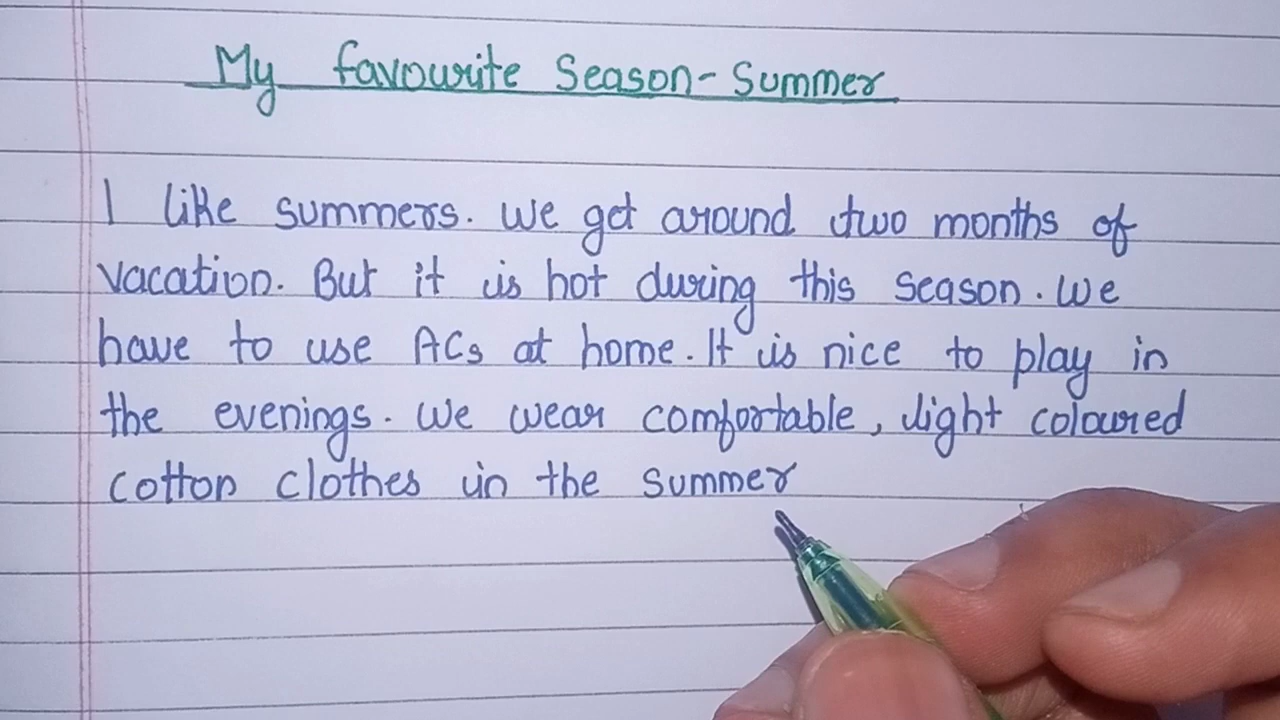 My favourite Season-Summer
I like summers. We get around two months of
vacation. But it is hot during this season. We
have to use ACs at home. It is nice to play in
the evenings. We wear comfortable, light coloured
cotton clothes in the summer